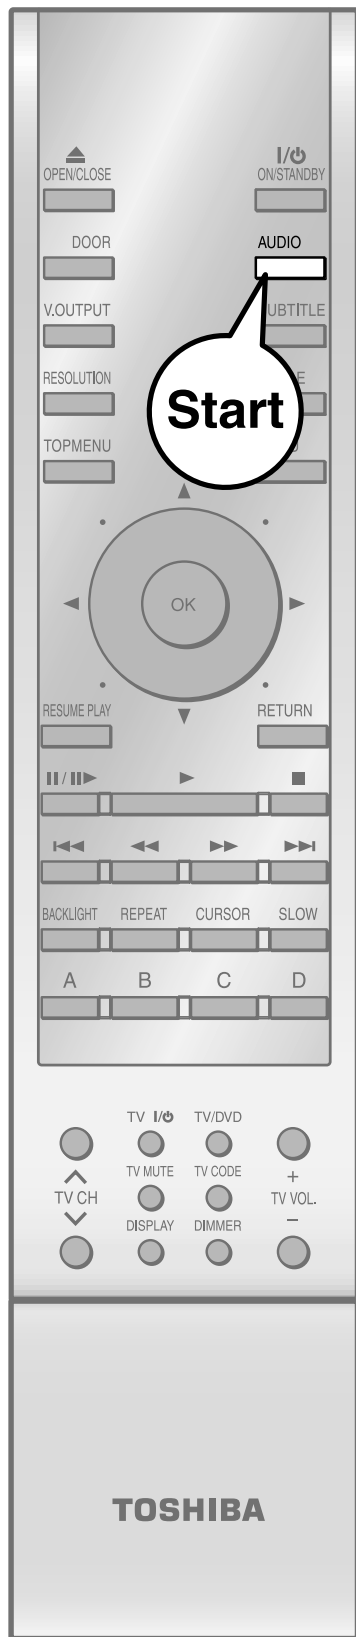 OPEN/CLOSE
I/⏻
ON/STANDBY
DOOR
AUDIO
V.OUTPUT
UBTITLE
RESOLUTION
E
Start
TOPMENU
OK
RESUME PLAY
RETURN
BACKLIGHT REPEAT CURSOR SLOW
A B C D
TV I/⏻ TV/DVD
TV MUTE TV CODE
+
TV CH
TV VOL.
DISPLAY DIMMER
−
TOSHIBA